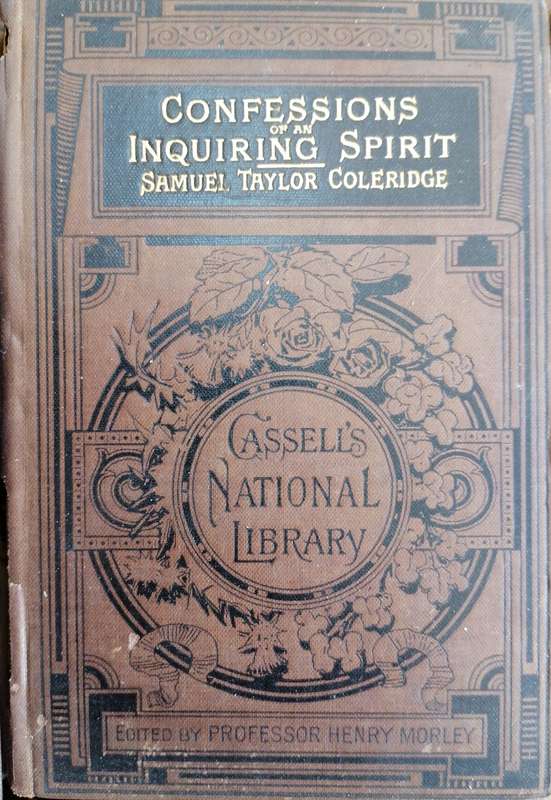 CONFESSIONS
OF AN
INQUIRING SPIRIT
SAMUEL TAYLOR COLERIDGE
CASSELL'S
NATIONAL
LIBRARY
EDITED BY PROFESSOR HENRY MORLEY